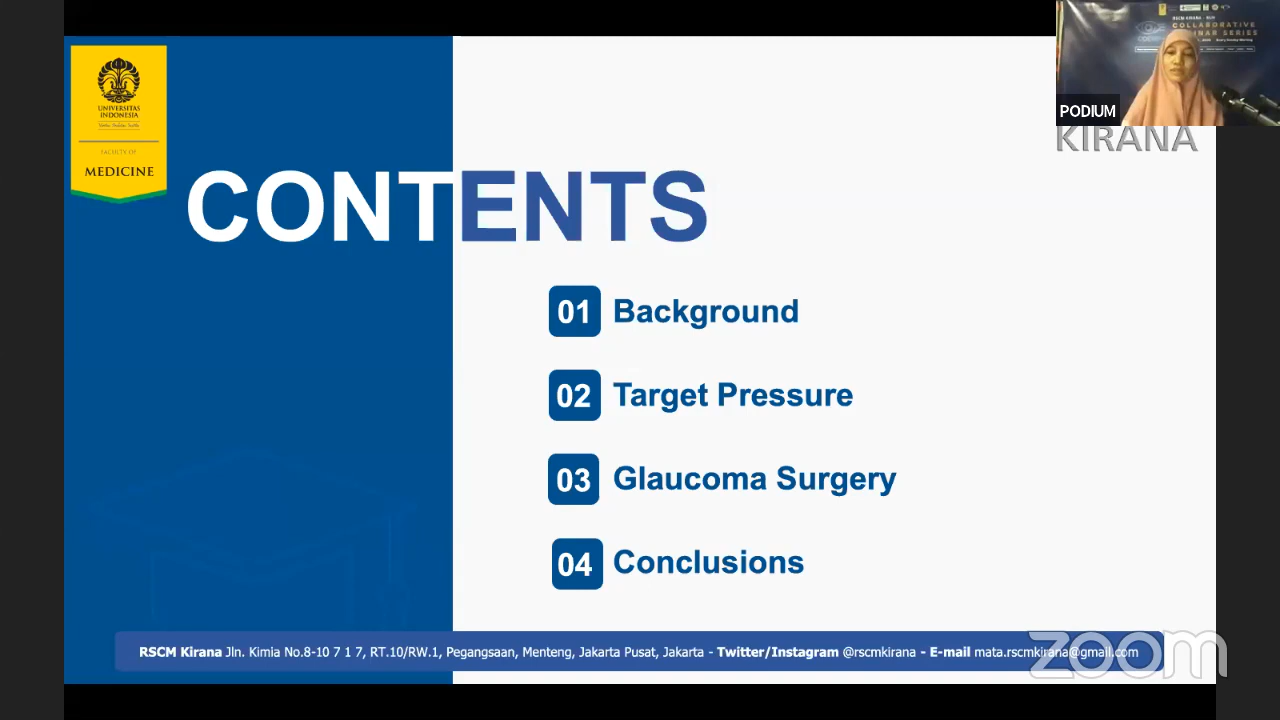 UNIVERSITAS
INDONESIA
FACULTY OF
MEDICINE
RSCM KIRANA
COLLABORATIVE
PODIUM
KIRANA
CONTENTS
01 Background
02 Target Pressure
03 Glaucoma Surgery
04 Conclusions
RSCM Kirana Jln. Kimia No.8-10 7 1 7, RT.10/RW.1, Pegangsaan, Menteng, Jakarta Pusat, Jakarta - Twitter/Instagram @rscmkirana - E-mail mata.rscmkirana@gmail.com
zoom